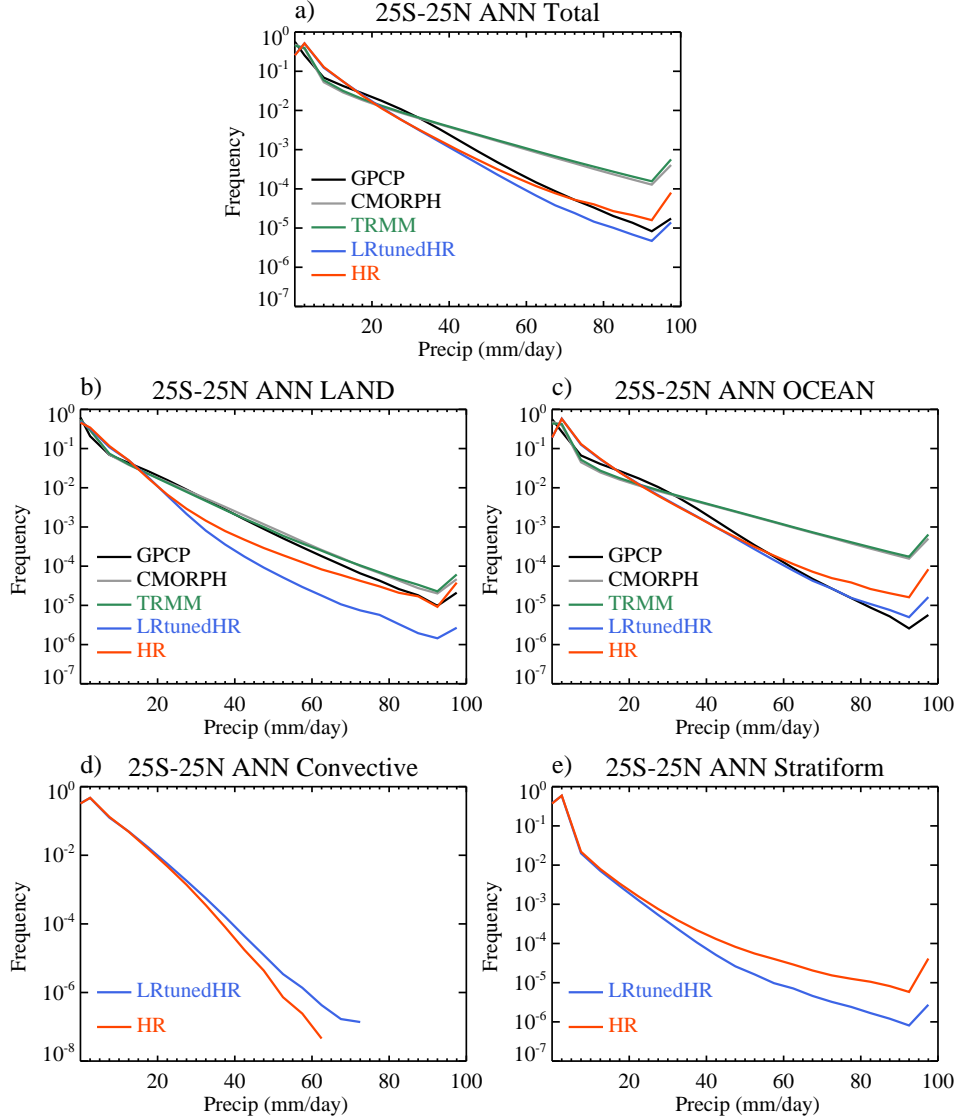 a) 25S-25N ANN Total
10^0
10^-1
10^-2
10^-3
10^-4
10^-5
10^-6
10^-7
Frequency
GPCP
CMORPH
TRMM
LRtunedHR
HR
20 40 60 80 100
Precip (mm/day)
b) 25S-25N ANN LAND
10^0
10^-1
10^-2
10^-3
10^-4
10^-5
10^-6
10^-7
Frequency
GPCP
CMORPH
TRMM
LRtunedHR
HR
20 40 60 80 100
Precip (mm/day)
c) 25S-25N ANN OCEAN
10^0
10^-1
10^-2
10^-3
10^-4
10^-5
10^-6
10^-7
Frequency
GPCP
CMORPH
TRMM
LRtunedHR
HR
20 40 60 80 100
Precip (mm/day)
d) 25S-25N ANN Convective
10^0
10^-2
10^-4
10^-6
10^-8
Frequency
LRtunedHR
HR
20 40 60 80 100
Precip (mm/day)
e) 25S-25N ANN Stratiform
10^0
10^-1
10^-2
10^-3
10^-4
10^-5
10^-6
10^-7
Frequency
LRtunedHR
HR
20 40 60 80 100
Precip (mm/day)